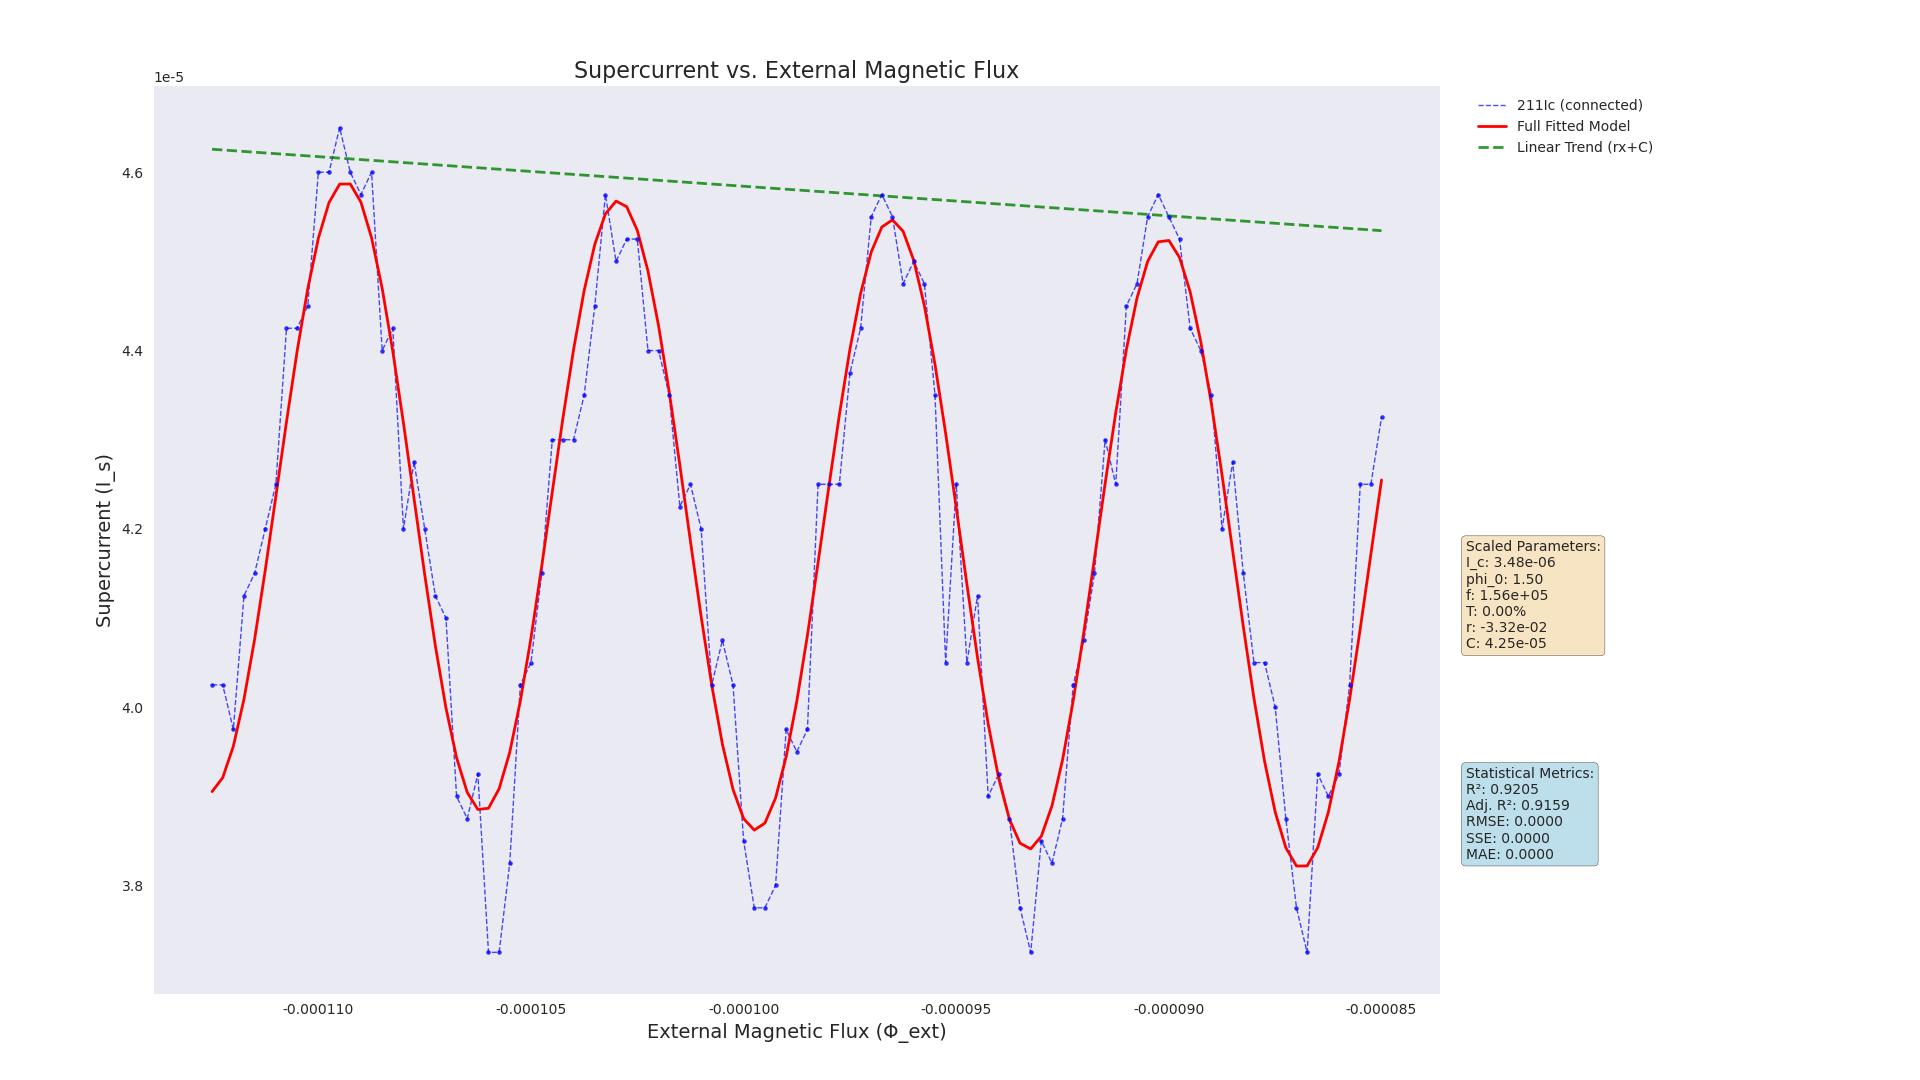 Supercurrent vs. External Magnetic Flux
1e-5
4.6
4.4
4.2
4.0
3.8
Supercurrent (I_s)
-0.000110
-0.000105
-0.000100
-0.000095
-0.000090
-0.000085
External Magnetic Flux (Φ_ext)
211Ic (connected)
Full Fitted Model
Linear Trend (rx+C)
Scaled Parameters:
I_c: 3.48e-06
phi_0: 1.50
f: 1.56e+05
T: 0.00%
r: -3.32e-02
C: 4.25e-05
Statistical Metrics:
R²: 0.9205
Adj. R²: 0.9159
RMSE: 0.0000
SSE: 0.0000
MAE: 0.0000